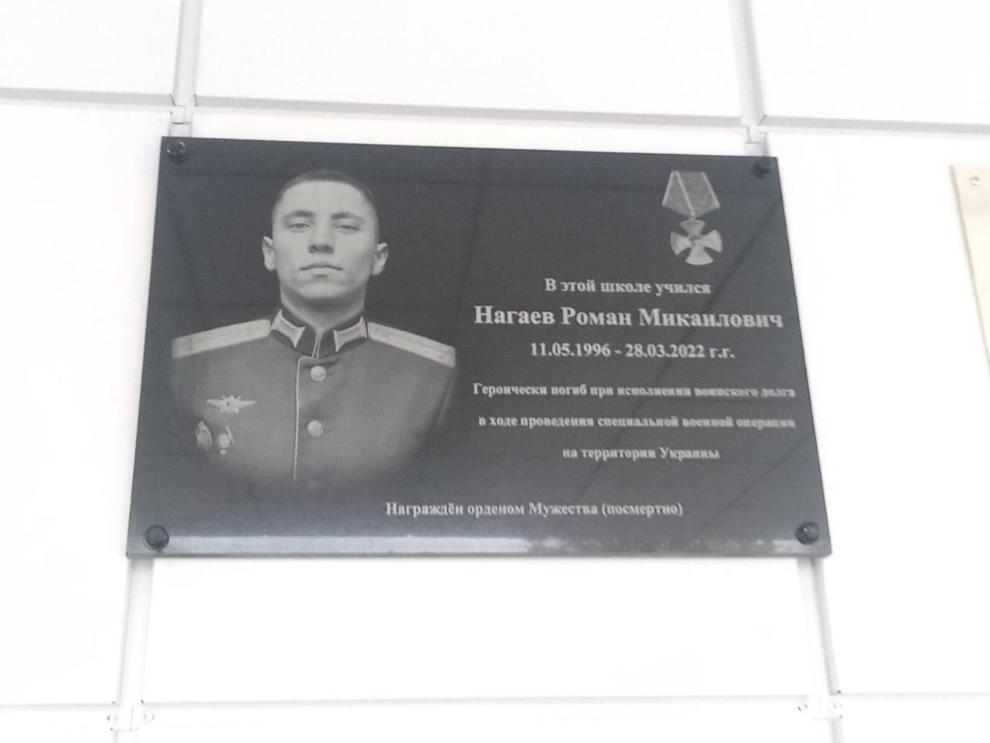 В этой школе учился
Нагаев Роман Микаилович
11.05.1996 - 28.03.2022 г.г.
Героически погиб при исполнении воинского долга
в ходе проведения специальной военной операции
на территории Украины
Награждён орденом Мужества (посмертно)